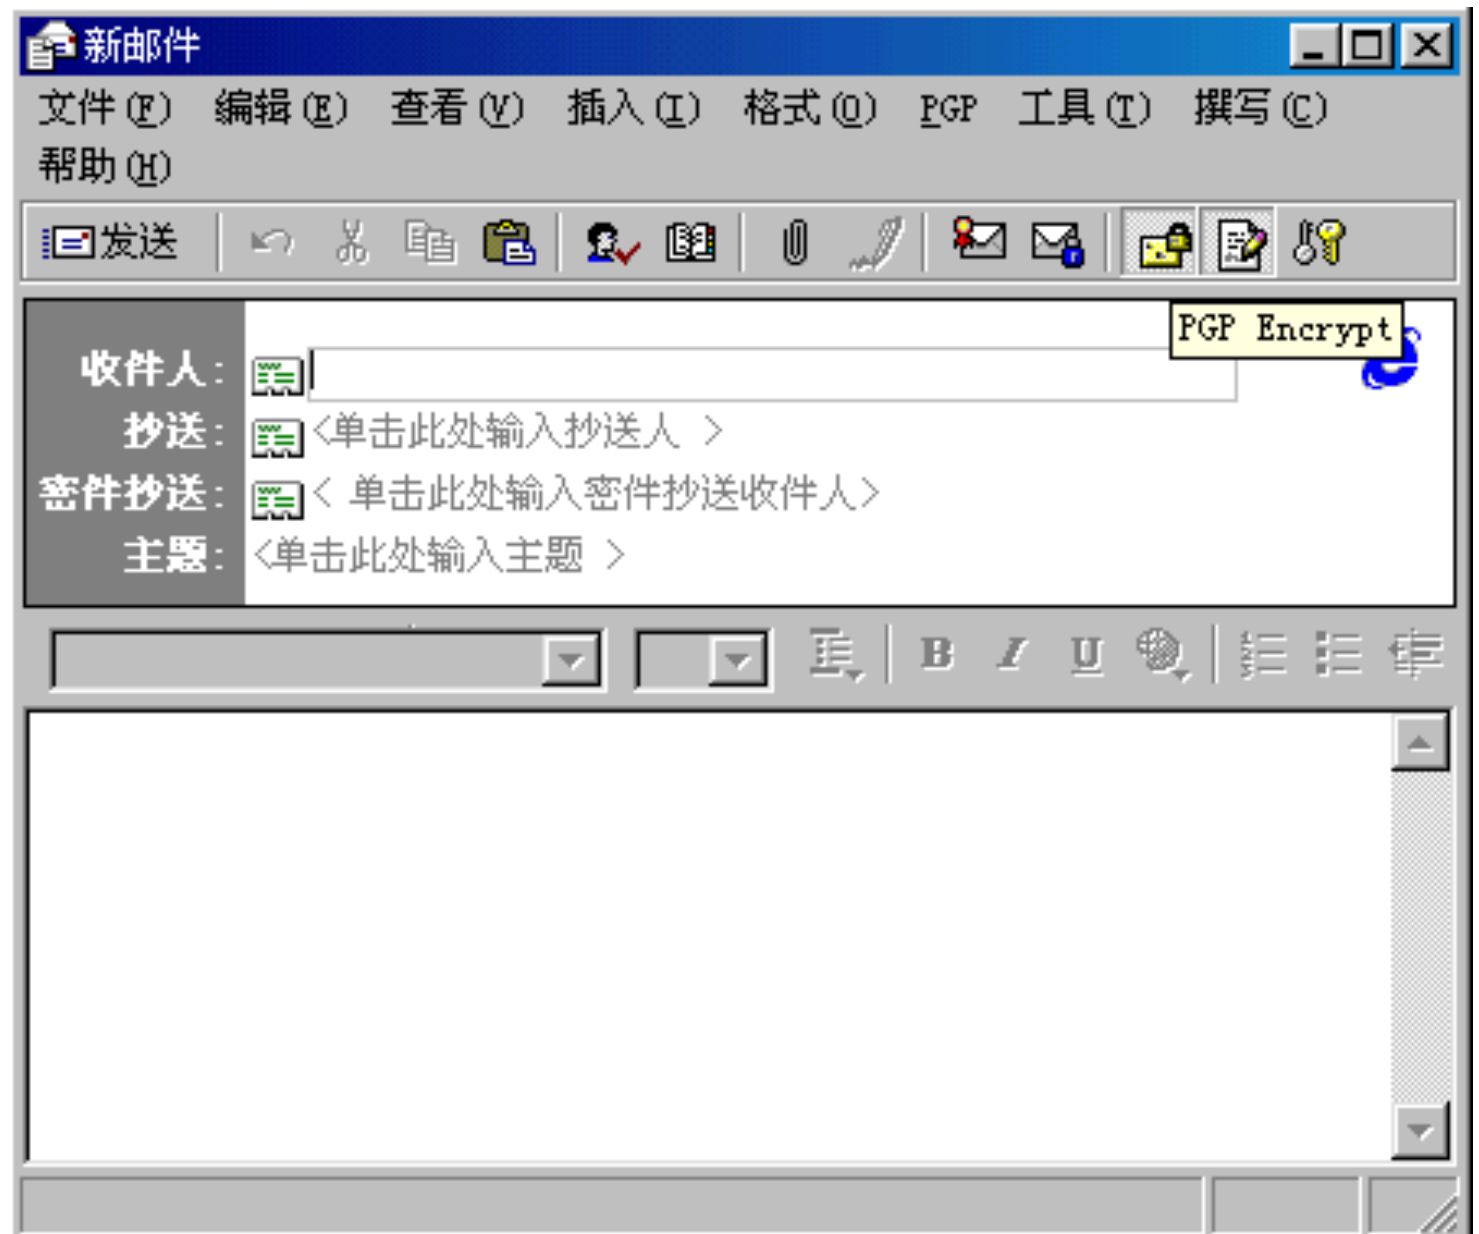 新邮件
文件(F) 编辑(E) 查看(V) 插入(I) 格式(O) PGP 工具(T) 撰写(C)
帮助(H)
发送
PGP Encrypt
收件人:
抄送: <单击此处输入抄送人 >
密件抄送: < 单击此处输入密件抄送收件人>
主题: <单击此处输入主题 >
B I U